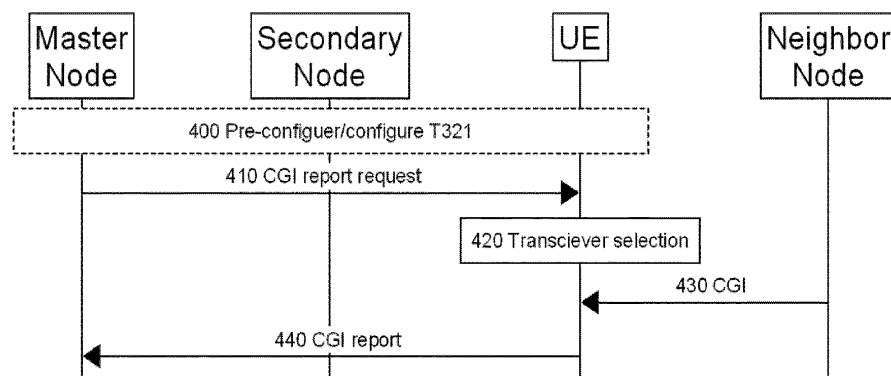 Master
Node
Secondary
Node
UE
Neighbor
Node
400 Pre-configuer/configure T321
410 CGI report request
420 Transciever selection
430 CGI
440 CGI report